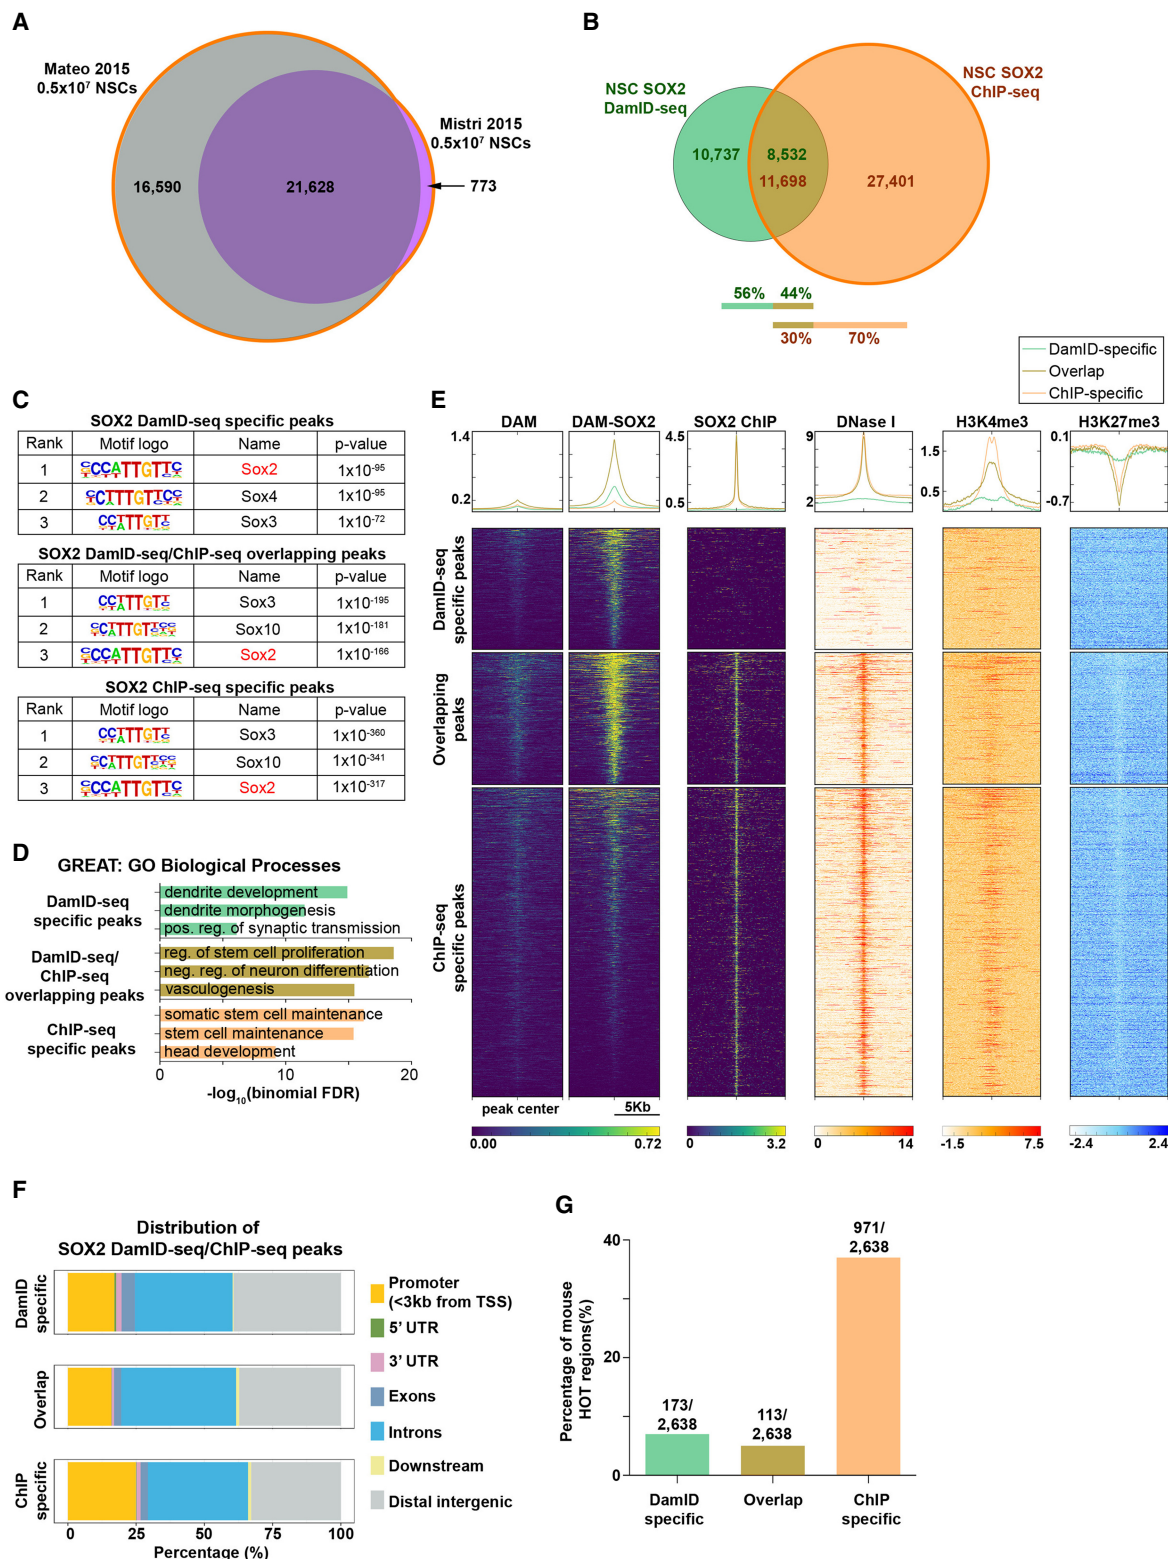 A
Mateo 2015
0.5x10⁷ NSCs
Mistri 2015
0.5x10⁷ NSCs
16,590
21,628
773
B
NSC SOX2
DamID-seq
NSC SOX2
ChIP-seq
10,737
8,532
11,698
27,401
56% 44%
30% 70%
DamID-specific
Overlap
ChIP-specific
C
SOX2 DamID-seq specific peaks
Rank Motif logo Name p-value
1 Sox2 1x10⁻⁹⁵
2 Sox4 1x10⁻⁹⁵
3 Sox3 1x10⁻⁷²
SOX2 DamID-seq/ChIP-seq overlapping peaks
Rank Motif logo Name p-value
1 Sox3 1x10⁻¹⁹⁵
2 Sox10 1x10⁻¹⁸¹
3 Sox2 1x10⁻¹⁶⁶
SOX2 ChIP-seq specific peaks
Rank Motif logo Name p-value
1 Sox3 1x10⁻³⁶⁰
2 Sox10 1x10⁻³⁴¹
3 Sox2 1x10⁻³¹⁷
D
GREAT: GO Biological Processes
DamID-seq
specific peaks
dendrite development
dendrite morphogenesis
pos. reg. of synaptic transmission
DamID-seq/
ChIP-seq
overlapping peaks
reg. of stem cell proliferation
neg. reg. of neuron differentiation
vasculogenesis
ChIP-seq
specific peaks
somatic stem cell maintenance
stem cell maintenance
head development
0 10 20
-log₁₀(binomial FDR)
E
DAM DAM-SOX2 SOX2 ChIP DNase I H3K4me3 H3K27me3
1.4
0.2
4.5
0.5
9
2
1.5
0.5
0.1
-0.7
DamID-seq
specific peaks
Overlapping
peaks
ChIP-seq
specific peaks
peak center
5Kb
0.00 0.72
0 3.2
0 14
-1.5 7.5
-2.4 2.4
F
Distribution of
SOX2 DamID-seq/ChIP-seq peaks
DamID
specific
Overlap
ChIP
specific
0 25 50 75 100
Percentage (%)
Promoter
(<3kb from TSS)
5' UTR
3' UTR
Exons
Introns
Downstream
Distal intergenic
G
Percentage of mouse
HOT regions(%)
40
20
0
173/
2,638
113/
2,638
971/
2,638
DamID
specific
Overlap
ChIP
specific